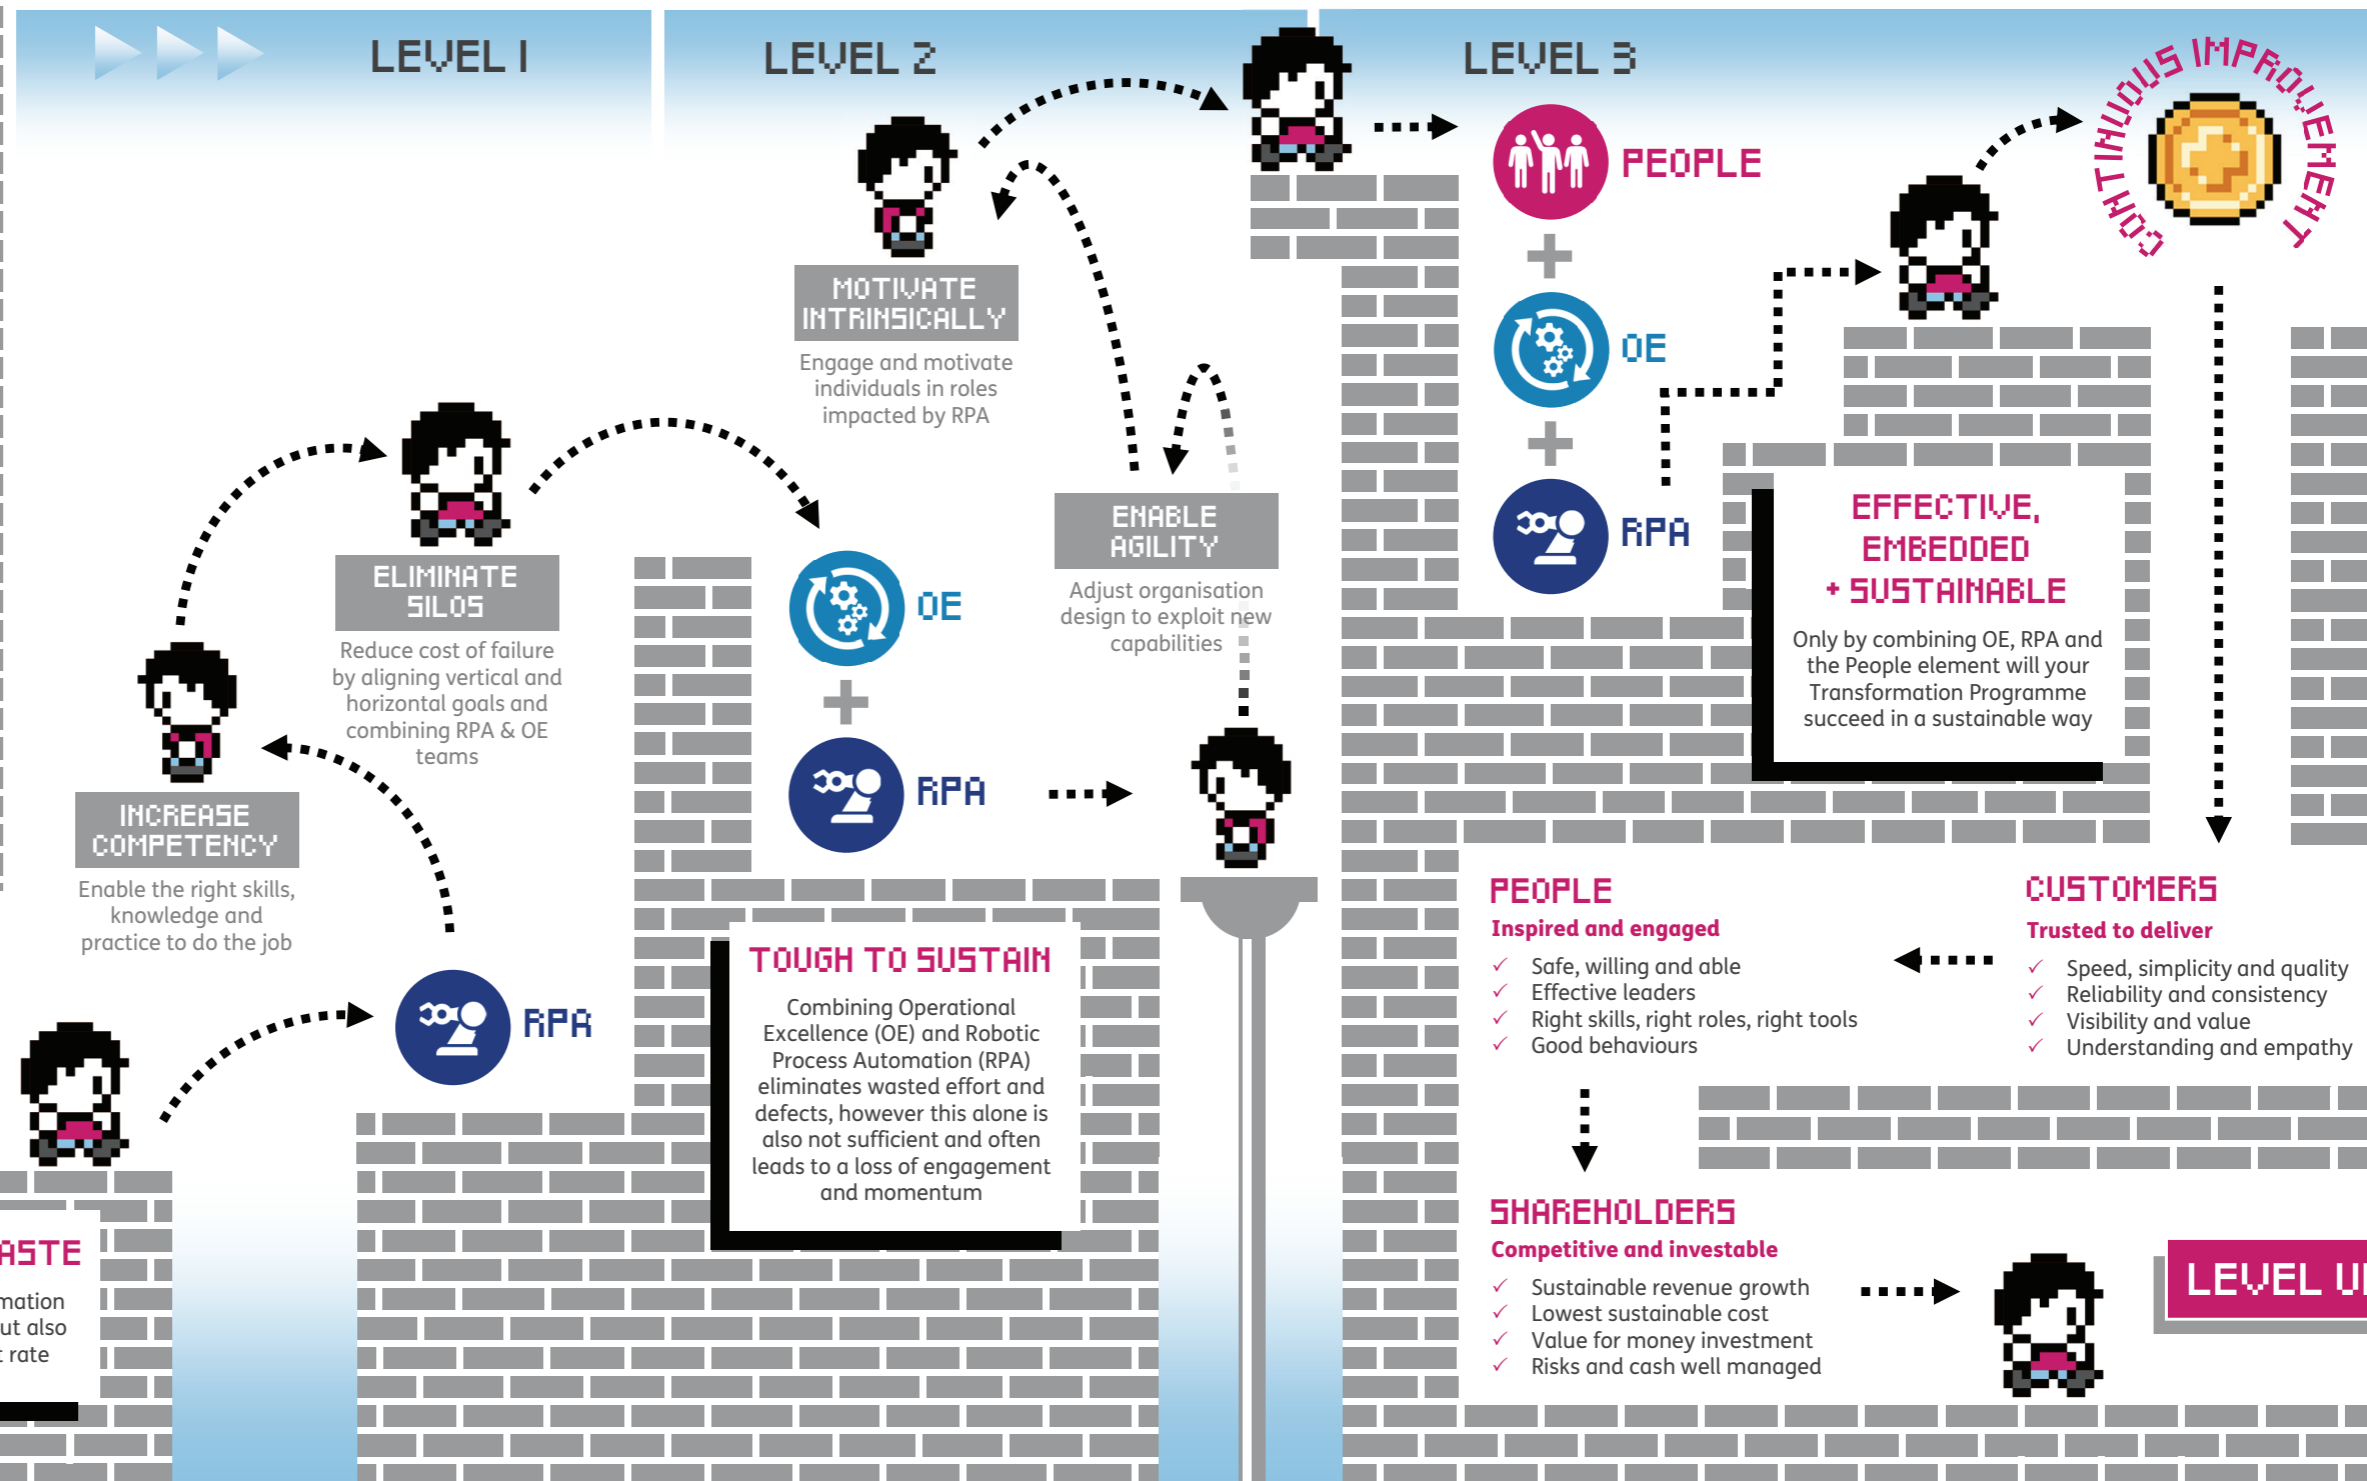 LEVEL 1
RPA
INCREASE
COMPETENCY
Enable the right skills,
knowledge and
practice to do the job
ELIMINATE
SILOS
Reduce cost of failure
by aligning vertical and
horizontal goals and
combining RPA & OE
teams
rate
ut also
LEVEL 2
OE
RPA
TOUGH TO SUSTAIN
Combining Operational
Excellence (OE) and Robotic
Process Automation (RPA)
eliminates wasted effort and
defects, however this alone is
also not sufficient and often
leads to a loss of engagement
and momentum
ENABLE
AGILITY
Adjust organisation
design to exploit new
capabilities
MOTIVATE
INTRINSICALLY
Engage and motivate
individuals in roles
impacted by RPA
LEVEL 3
PEOPLE
OE
RPA
EFFECTIVE,
EMBEDDED
+ SUSTAINABLE
Only by combining OE, RPA and
the People element will your
Transformation Programme
succeed in a sustainable way
CONTINUOUS IMPROVEMENT
CUSTOMERS
Trusted to deliver
✓ Speed, simplicity and quality
✓ Reliability and consistency
✓ Visibility and value
✓ Understanding and empathy
PEOPLE
Inspired and engaged
✓ Safe, willing and able
✓ Effective leaders
✓ Right skills, right roles, right tools
✓ Good behaviours
SHAREHOLDERS
Competitive and investable
✓ Sustainable revenue growth
✓ Lowest sustainable cost
✓ Value for money investment
✓ Risks and cash well managed
LEVEL